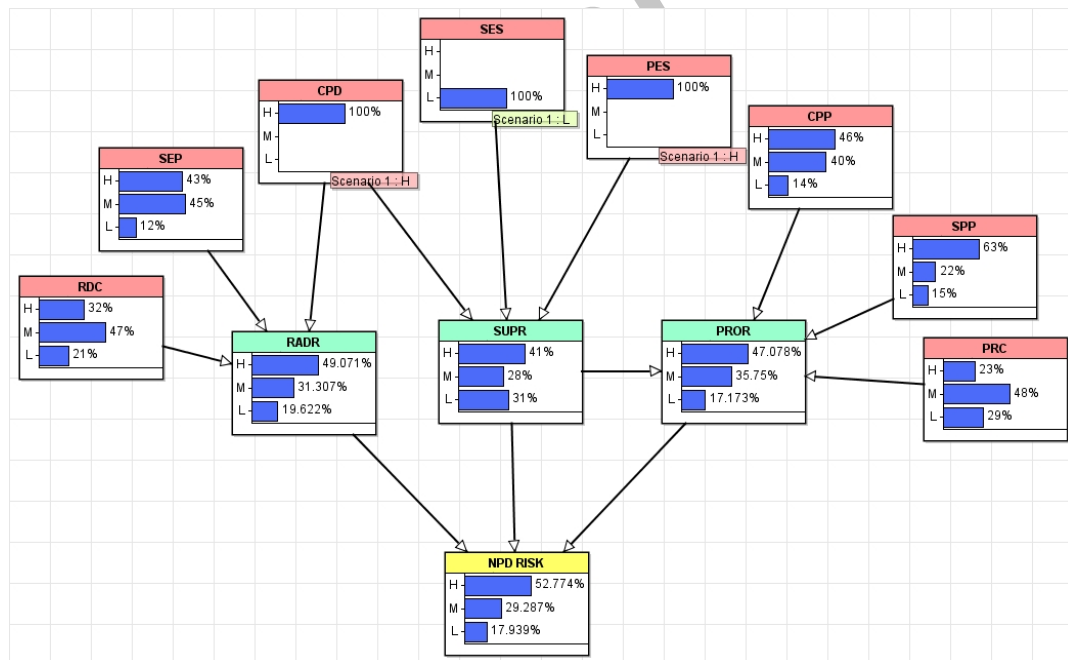 SES
H
M
L 100%
Scenario 1 : L
PES
H 100%
M
L
Scenario 1 : H
CPD
H 100%
M
L
Scenario 1 : H
CPP
H 46%
M 40%
L 14%
SEP
H 43%
M 45%
L 12%
SPP
H 63%
M 22%
L 15%
RDC
H 32%
M 47%
L 21%
RADR
H 49.071%
M 31.307%
L 19.622%
SUPR
H 41%
M 28%
L 31%
PROR
H 47.078%
M 35.75%
L 17.173%
PRC
H 23%
M 48%
L 29%
NPD RISK
H 52.774%
M 29.287%
L 17.939%